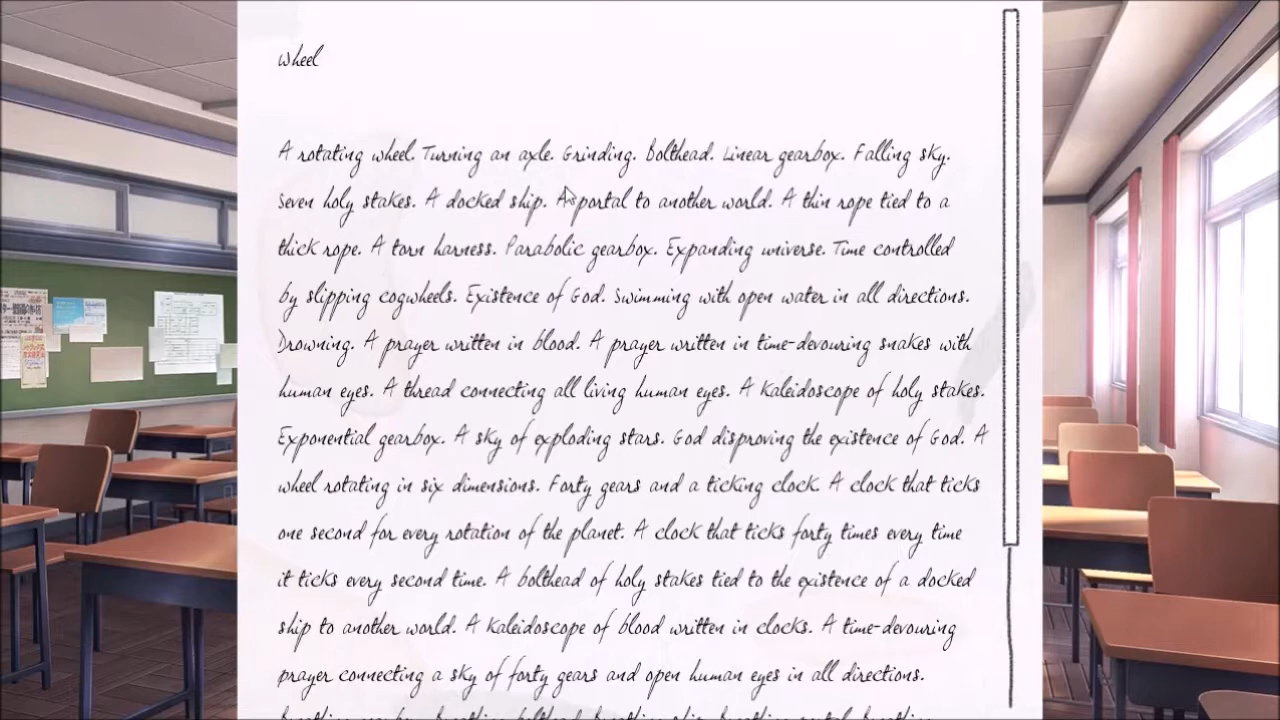 wheel
A rotating wheel. Turning an axle. Grinding. Bolthead. Linear gearbox. Falling sky.
Seven holy stakes. A docked ship. A portal to another world. A thin rope tied to a
thick rope. A torn harness. Parabolic gearbox. Expanding universe. Time controlled
by slipping cogwheels. Existence of God. Swimming with open water in all directions.
Drowning. A prayer written in blood. A prayer written in time-devouring snakes with
human eyes. A thread connecting all living human eyes. A kaleidoscope of holy stakes.
Exponential gearbox. A sky of exploding stars. God disproving the existence of God. A
wheel rotating in six dimensions. Forty gears and a ticking clock. A clock that ticks
one second for every rotation of the planet. A clock that ticks forty times every time
it ticks every second time. A bolthead of holy stakes tied to the existence of a docked
ship to another world. A kaleidoscope of blood written in clocks. A time-devouring
prayer connecting a sky of forty gears and open human eyes in all directions.